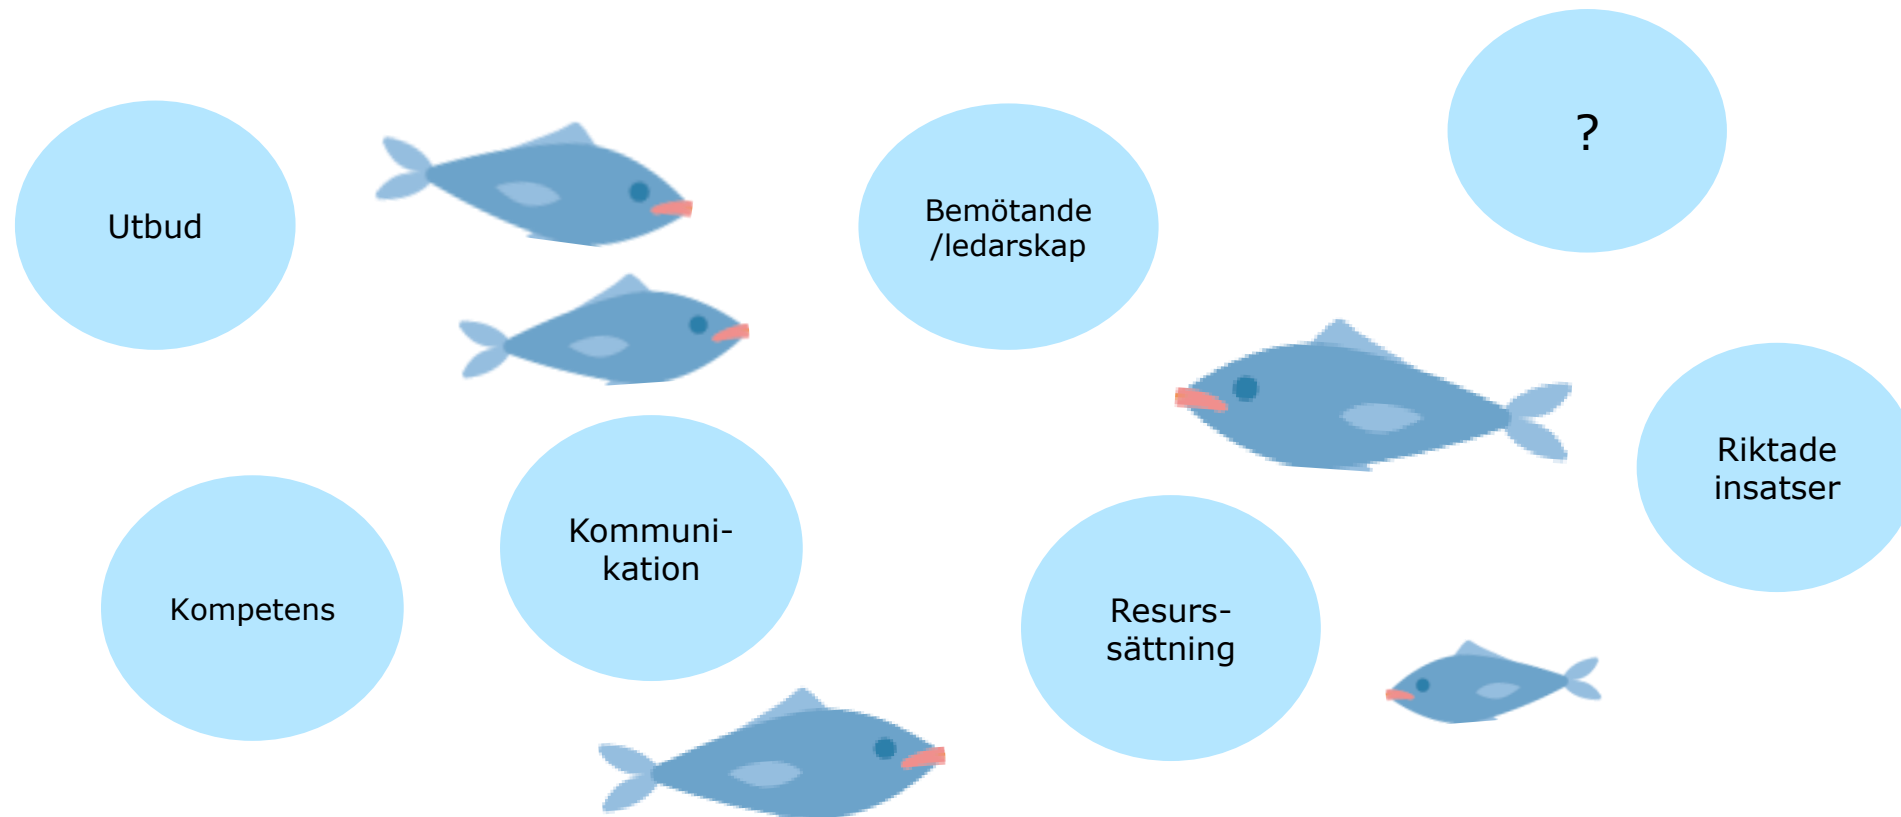 Utbud
Bemötande
/ledarskap
?
Riktade
insatser
Kommuni-
kation
Kompetens
Resurs-
sättning